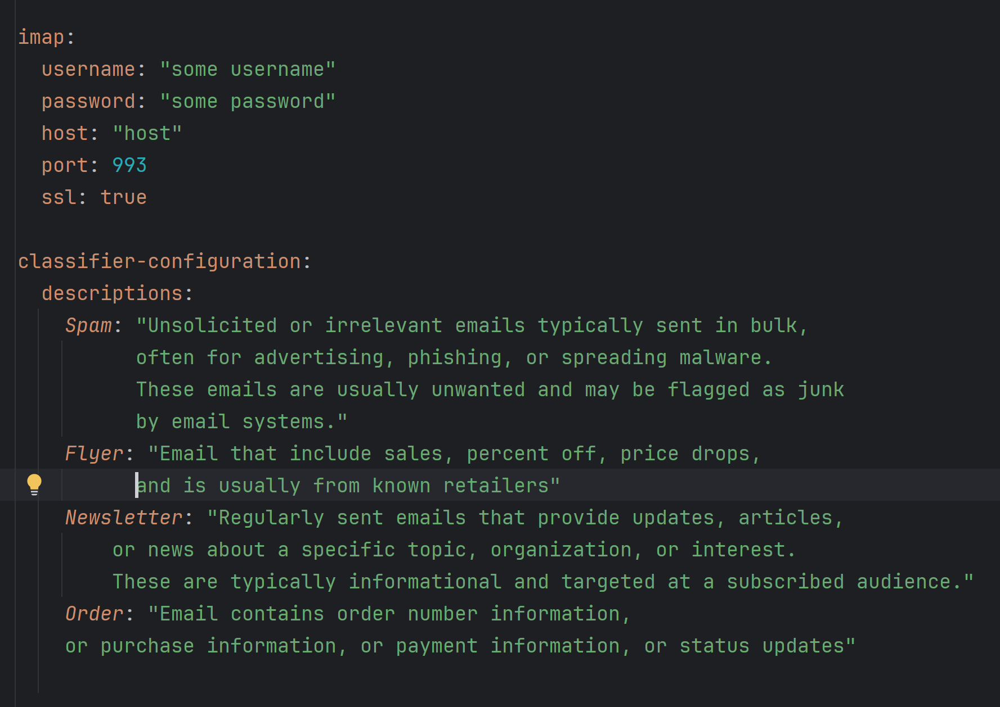 imap:
  username: "some username"
  password: "some password"
  host: "host"
  port: 993
  ssl: true

classifier-configuration:
  descriptions:
    Spam: "Unsolicited or irrelevant emails typically sent in bulk,
          often for advertising, phishing, or spreading malware.
          These emails are usually unwanted and may be flagged as junk
          by email systems."
    Flyer: "Email that include sales, percent off, price drops,
          and is usually from known retailers"
    Newsletter: "Regularly sent emails that provide updates, articles,
        or news about a specific topic, organization, or interest.
        These are typically informational and targeted at a subscribed audience."
    Order: "Email contains order number information,
    or purchase information, or payment information, or status updates"